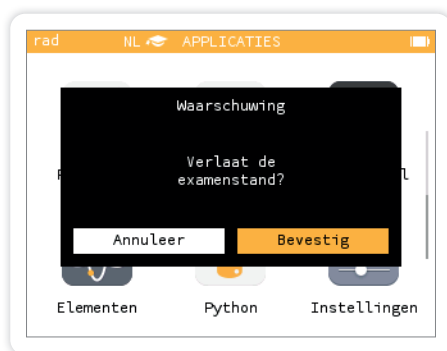 rad NL APPLICATIES
Waarschuwing
Verlaat de
examenstand?
Annuleer Bevestig
Elementen Python Instellingen